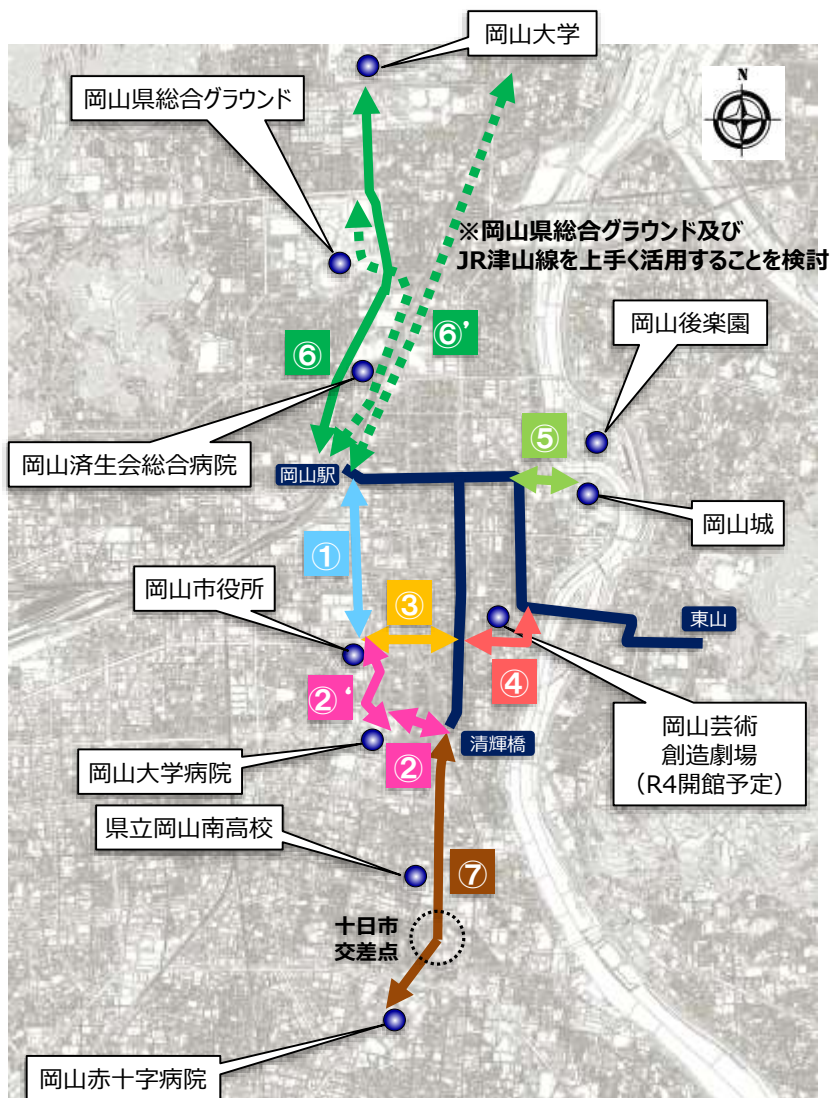 岡山大学
岡山県総合グラウンド
N
※岡山県総合グラウンド及び
JR津山線を上手く活用することを検討
岡山後楽園
⑥
⑥’
岡山済生会総合病院
⑤
岡山駅
岡山城
①
岡山市役所
③
東山
④
②‘
②
清輝橋
岡山芸術
創造劇場
（R4開館予定）
岡山大学病院
県立岡山南高校
⑦
十日市
交差点
岡山赤十字病院